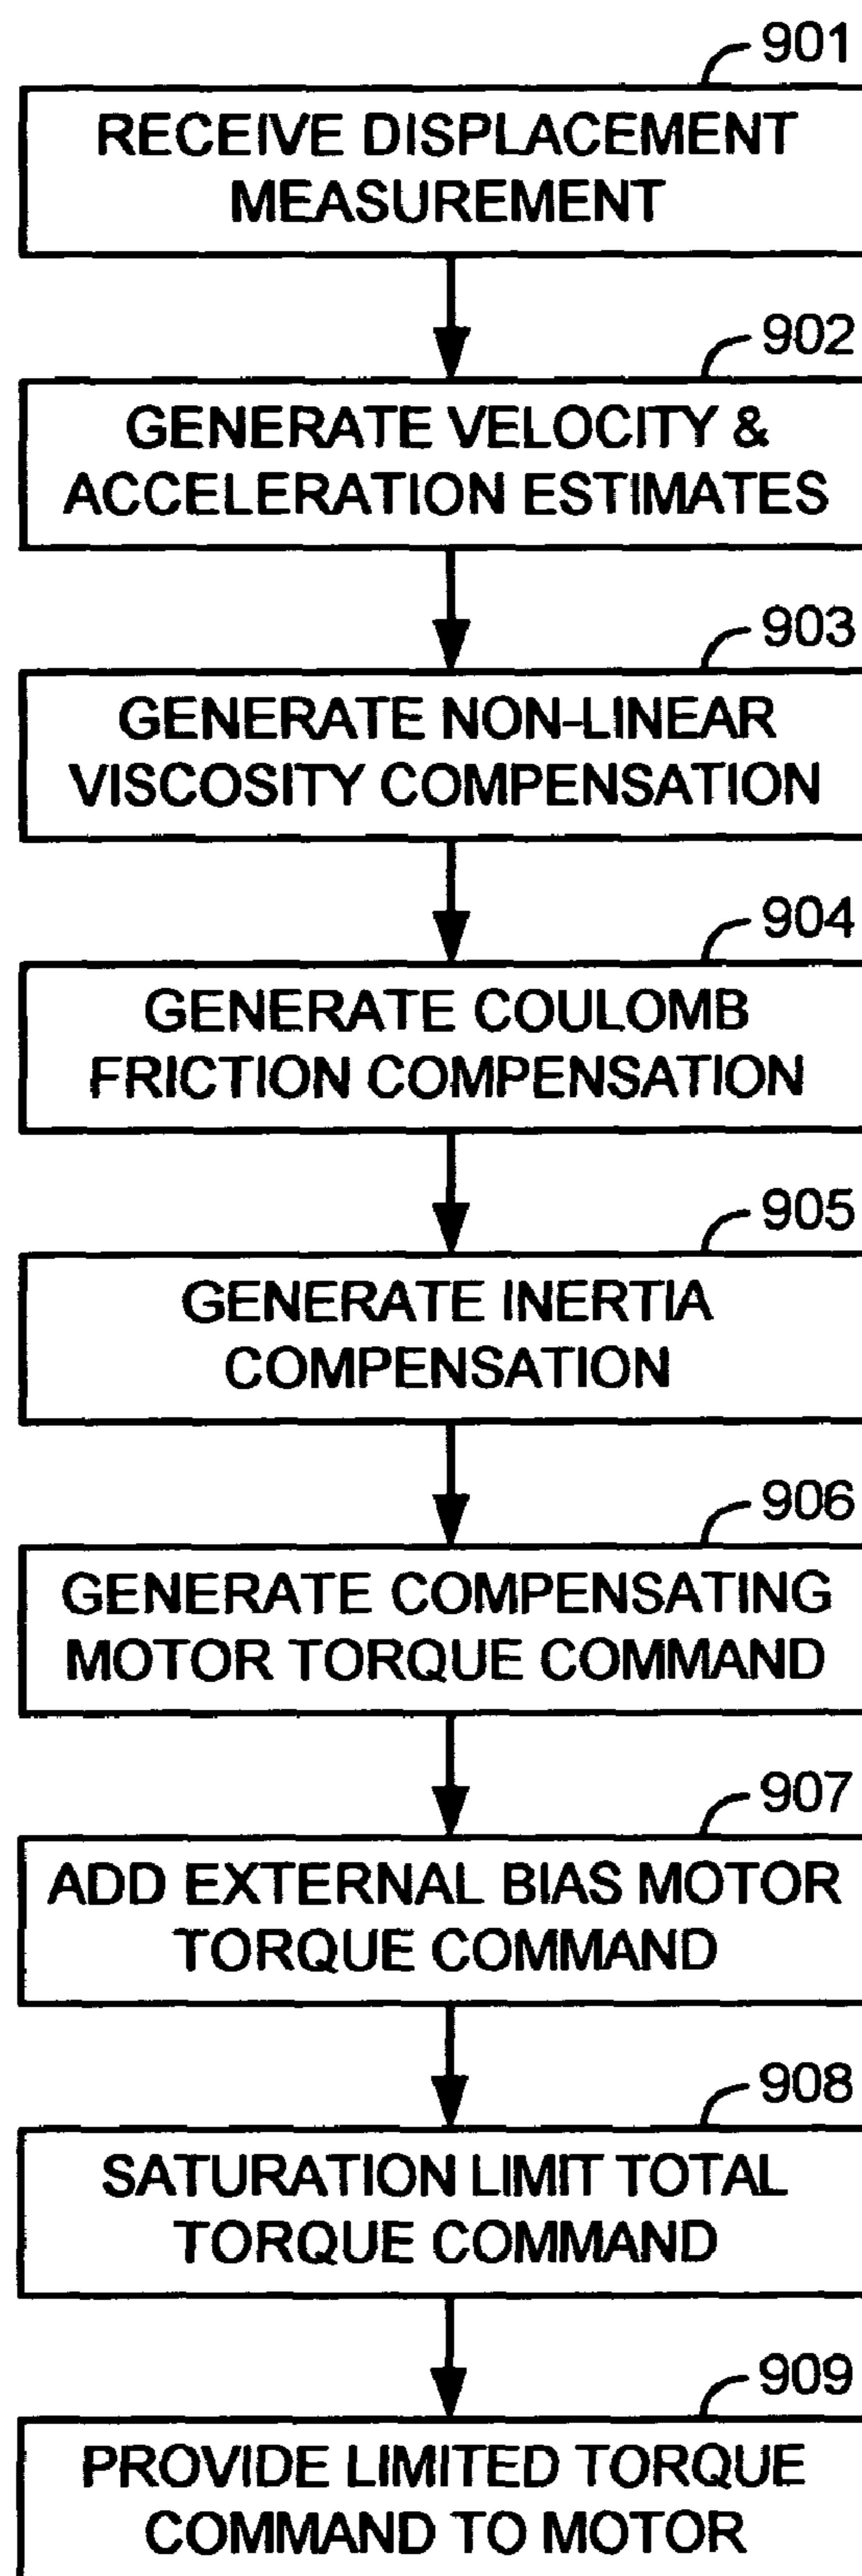 901
RECEIVE DISPLACEMENT
MEASUREMENT
902
GENERATE VELOCITY &
ACCELERATION ESTIMATES
903
GENERATE NON-LINEAR
VISCOSITY COMPENSATION
904
GENERATE COULOMB
FRICTION COMPENSATION
905
GENERATE INERTIA
COMPENSATION
906
GENERATE COMPENSATING
MOTOR TORQUE COMMAND
907
ADD EXTERNAL BIAS MOTOR
TORQUE COMMAND
908
SATURATION LIMIT TOTAL
TORQUE COMMAND
909
PROVIDE LIMITED TORQUE
COMMAND TO MOTOR